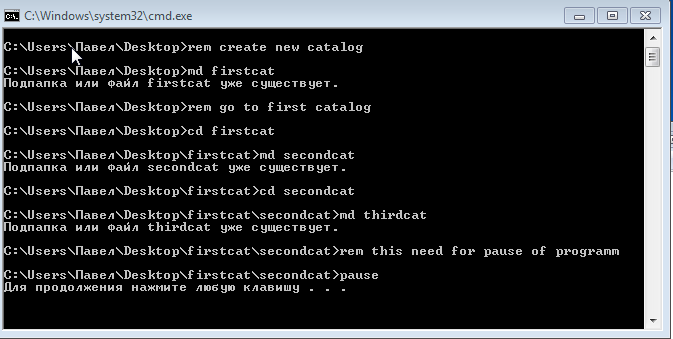 C:\Windows\system32\cmd.exe
C:\Users\Павел\Desktop>rem create new catalog
C:\Users\Павел\Desktop>md firstcat
Подпапка или файл firstcat уже существует.
C:\Users\Павел\Desktop>rem go to first catalog
C:\Users\Павел\Desktop>cd firstcat
C:\Users\Павел\Desktop\firstcat>md secondcat
Подпапка или файл secondcat уже существует.
C:\Users\Павел\Desktop\firstcat>cd secondcat
C:\Users\Павел\Desktop\firstcat\secondcat>md thirdcat
Подпапка или файл thirdcat уже существует.
C:\Users\Павел\Desktop\firstcat\secondcat>rem this need for pause of programm
C:\Users\Павел\Desktop\firstcat\secondcat>pause
Для продолжения нажмите любую клавишу . . .